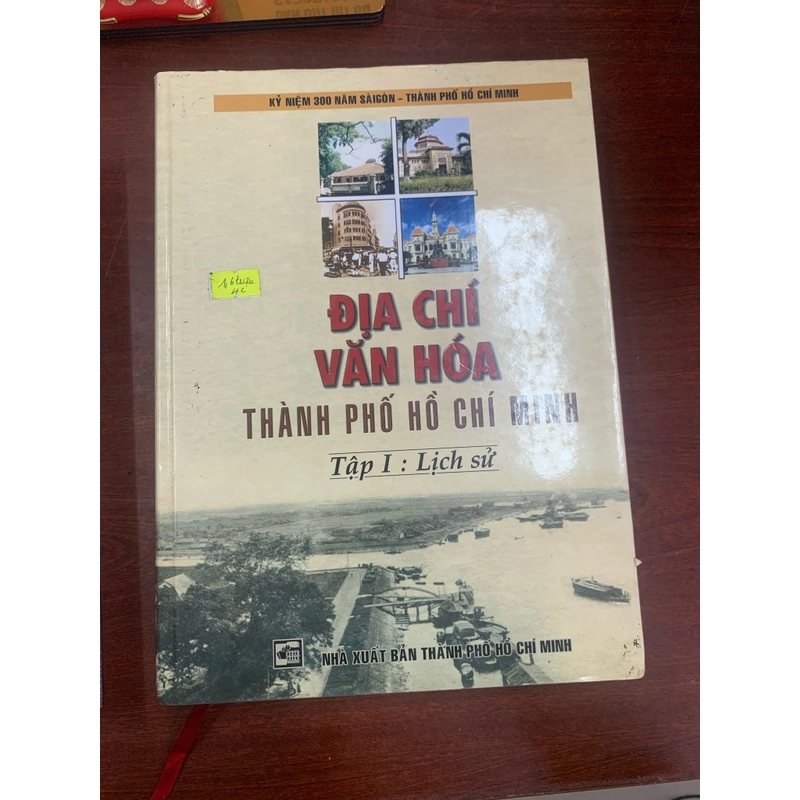 KỶ NIỆM 300 NĂM SÀIGÒN - THÀNH PHỐ HỒ CHÍ MINH
ĐỊA CHÍ
VĂN HÓA
THÀNH PHỐ HỒ CHÍ MINH
Tập I : Lịch sử
NHÀ XUẤT BẢN THÀNH PHỐ HỒ CHÍ MINH